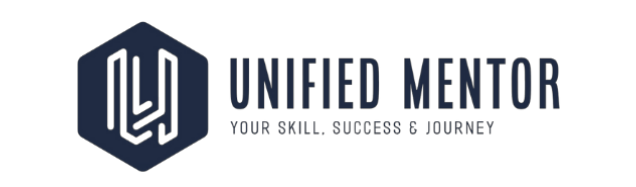 UNIFIED MENTOR
YOUR SKILL, SUCCESS & JOURNEY